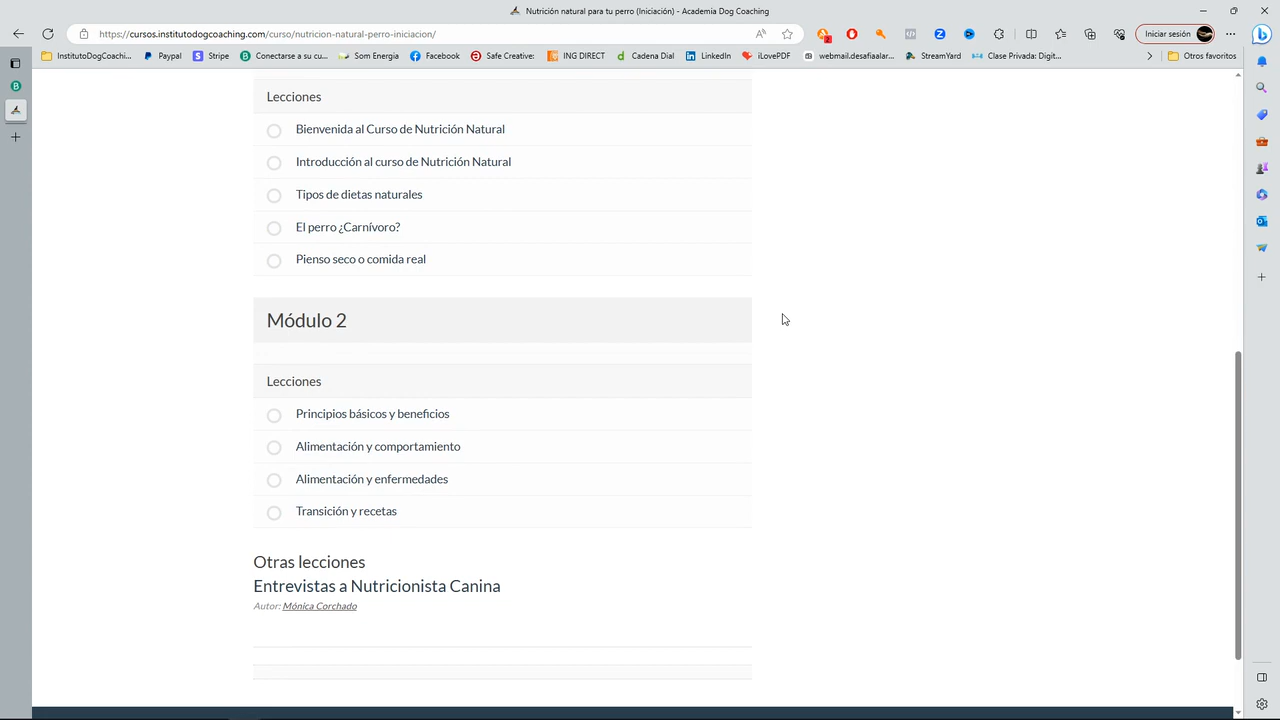 Nutrición natural para tu perro (Iniciación) - Academia Dog Coaching
https://cursos.institutodogcoaching.com/curso/nutricion-natural-perro-iniciacion/
Iniciar sesión
InstitutoDogCoachi... Paypal Stripe Conectarse a su cu... Som Energia Facebook Safe Creative: ING DIRECT Cadena Dial LinkedIn iLovePDF webmail.desafiaalar... StreamYard Clase Privada: Digit... Otros favoritos
Lecciones
Bienvenida al Curso de Nutrición Natural
Introducción al curso de Nutrición Natural
Tipos de dietas naturales
El perro ¿Carnívoro?
Pienso seco o comida real
Módulo 2
Lecciones
Principios básicos y beneficios
Alimentación y comportamiento
Alimentación y enfermedades
Transición y recetas
Otras lecciones
Entrevistas a Nutricionista Canina
Autor: Mónica Corchado